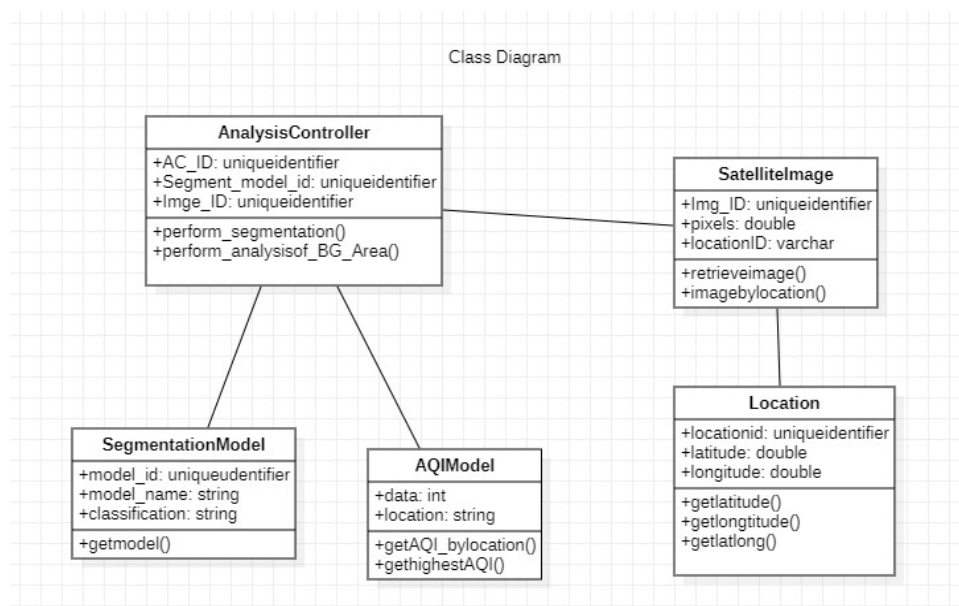 Class Diagram
AnalysisController
+AC_ID: uniqueidentifier
+Segment_model_id: uniqueidentifier
+Imge_ID: uniqueidentifier
+perform_segmentation()
+perform_analysisof_BG_Area()
SatelliteImage
+Img_ID: uniqueidentifier
+pixels: double
+locationID: varchar
+retrieveimage()
+imagebylocation()
SegmentationModel
+model_id: uniqueudentifier
+model_name: string
+classification: string
+getmodel()
AQIModel
+data: int
+location: string
+getAQI_bylocation()
+gethighestAQI()
Location
+locationid: uniqueidentifier
+latitude: double
+longitude: double
+getlatitude()
+getlongtitude()
+getlatlong()